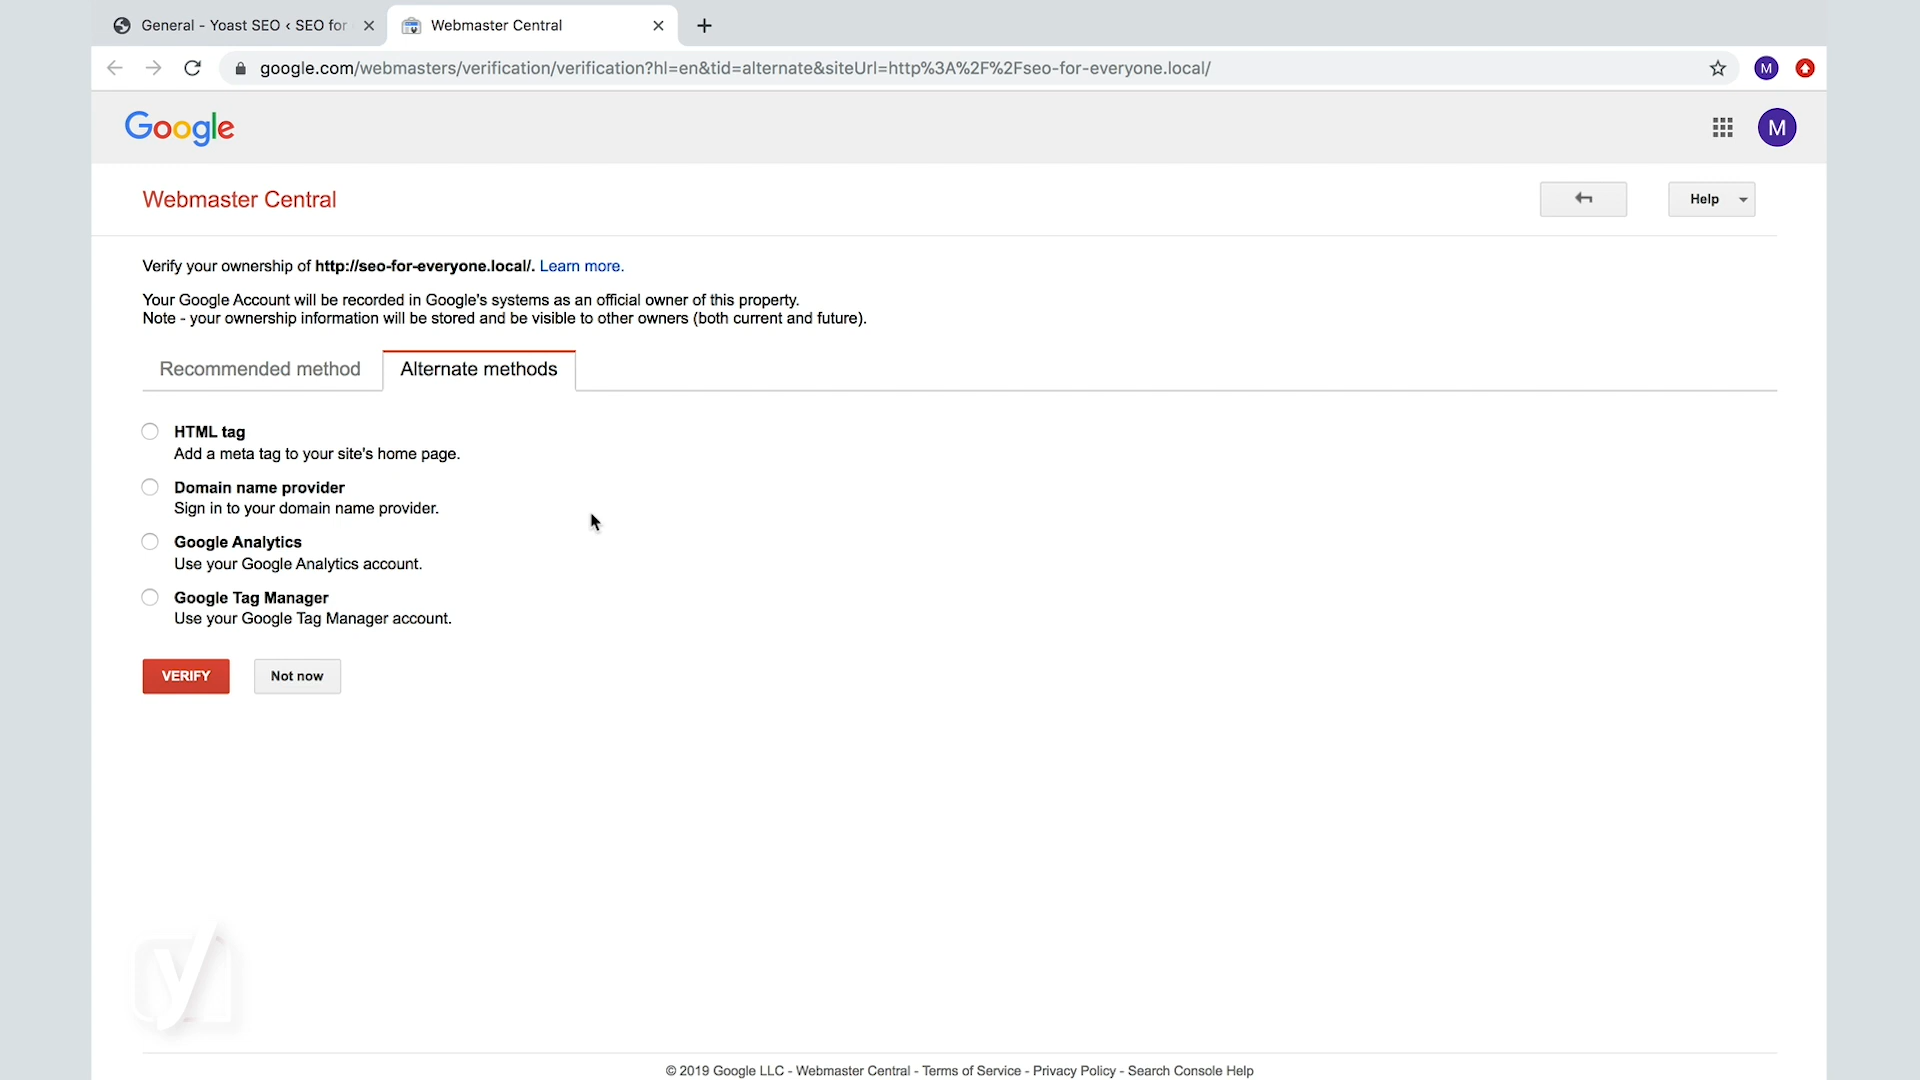 General - Yoast SEO ‹ SEO for
Webmaster Central
google.com/webmasters/verification/verification?hl=en&tid=alternate&siteUrl=http%3A%2F%2Fseo-for-everyone.local/
M
Google
M
Webmaster Central
Help
Verify your ownership of http://seo-for-everyone.local/. Learn more.
Your Google Account will be recorded in Google's systems as an official owner of this property.
Note - your ownership information will be stored and be visible to other owners (both current and future).
Recommended method
Alternate methods
HTML tag
Add a meta tag to your site's home page.
Domain name provider
Sign in to your domain name provider.
Google Analytics
Use your Google Analytics account.
Google Tag Manager
Use your Google Tag Manager account.
VERIFY
Not now
y
© 2019 Google LLC - Webmaster Central - Terms of Service - Privacy Policy - Search Console Help